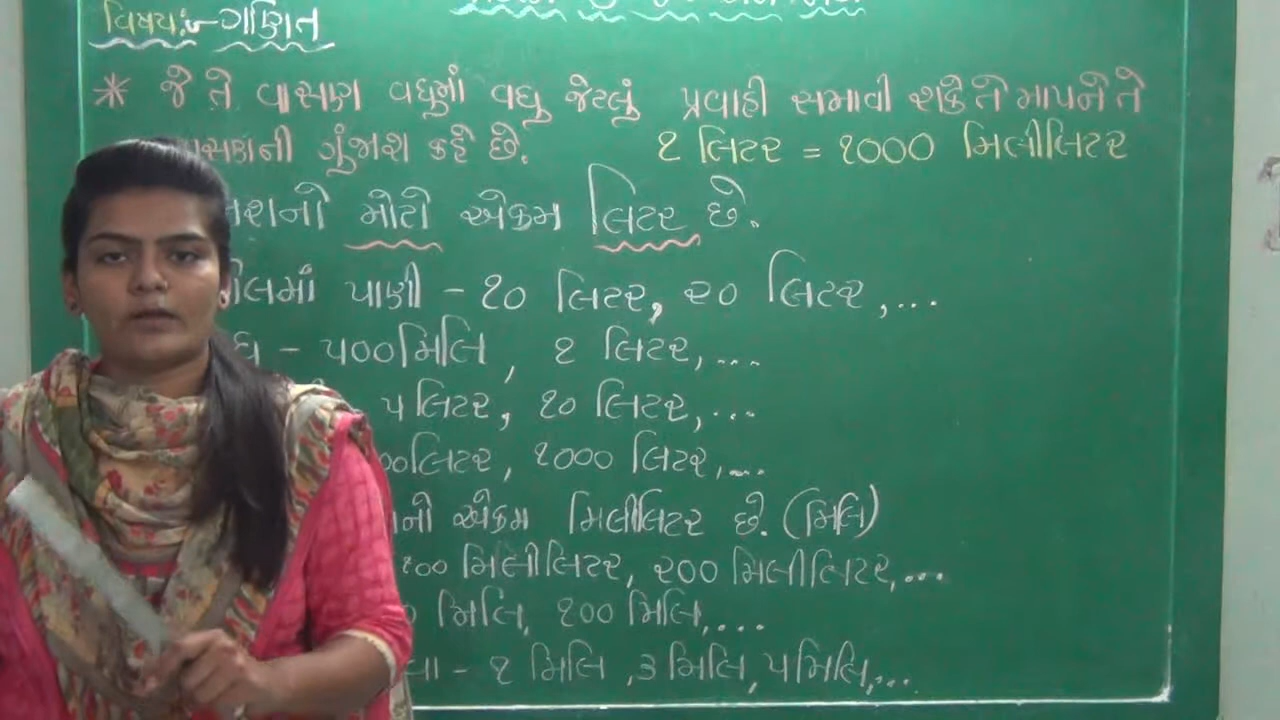 વિષય:- ગણિત
* જે તે વાસણ વધુમાં વધુ જેટલું પ્રવાહી સમાવી શકે તે માપને તે
ગુંજાશ કહે છે. ૧ લિટર = ૧૦૦૦ મિલીલિટર
મોટો એકમ લિટર છે.
પાણી - ૧૦ લિટર, ૨૦ લિટર,...
- ૫૦૦મિલિ, ૧ લિટર,...
૫ લિટર, ૧૦ લિટર,...
લિટર, ૧૦૦૦ લિટર,...
એકમ મિલીલિટર છે. (મિલિ)
૧૦૦ મિલીલિટર, ૨૦૦ મિલીલિટર,...
મિલિ, ૧૦૦ મિલિ,...
- ૧ મિલિ ,૩ મિલિ, ૫ મિલિ,...